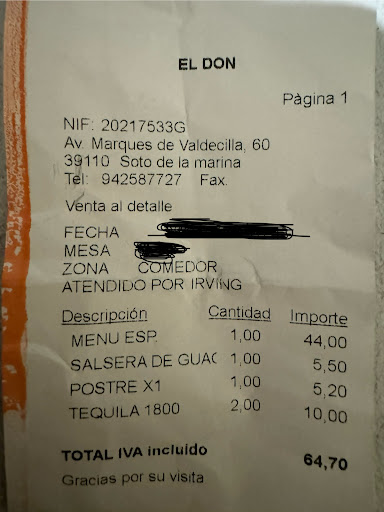 EL DON
Pàgina 1
NIF: 20217533G
Av. Marques de Valdecilla, 60
39110 Soto de la marina
Tel: 942587727 Fax.
Venta al detalle
FECHA
MESA
ZONA COMEDOR
ATENDIDO POR IRVING
Descripción Cantidad Importe
MENU ESP. 1,00 44,00
SALSERA DE GUAC 1,00 5,50
POSTRE X1 1,00 5,20
TEQUILA 1800 2,00 10,00
TOTAL IVA incluido 64,70
Gracias por su visita